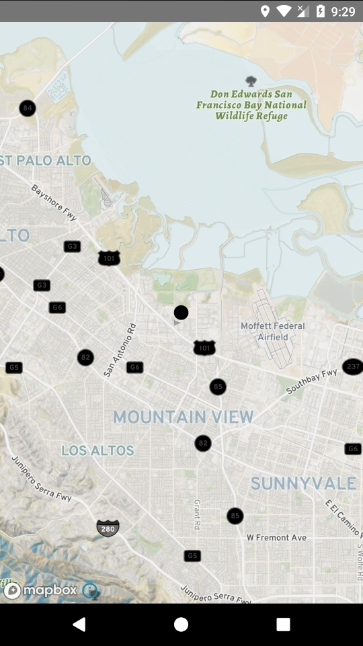 9:29
84
Don Edwards San
Francisco Bay National
Wildlife Refuge
ST PALO ALTO
Bayshore Fwy
LTO
G3
101
G3
G6
Moffett Federal
Airfield
San Antonio Rd
101
82
G5
G6
237
85
Southbay Fwy
MOUNTAIN VIEW
82
LOS ALTOS
G6
Junipero Serra Fwy
SUNNYVALE
280
Grant Rd
85
E El Camino
W Fremont Ave
S Wolfe Rd
G5
Junipero Serra Fwy
mapbox